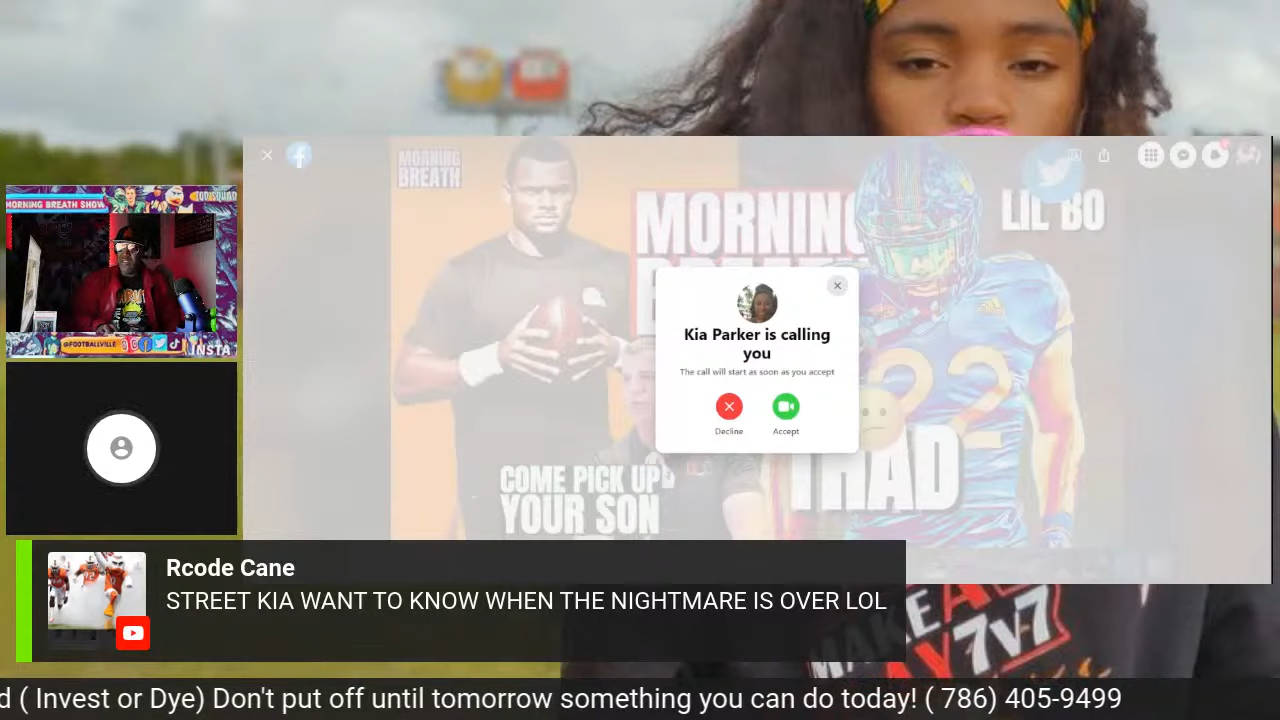 MORNING BREATH SHOW
@FOOTBALLVILLE
INSTA
MORNING
BREATH
MORNING
LIL BO
Kia Parker is calling
you
The call will start as soon as you accept
Decline
Accept
22
THAD
COME PICK UP
YOUR SON
Rcode Cane
STREET KIA WANT TO KNOW WHEN THE NIGHTMARE IS OVER LOL
7v7
d ( Invest or Dye) Don't put off until tomorrow something you can do today! ( 786) 405-9499